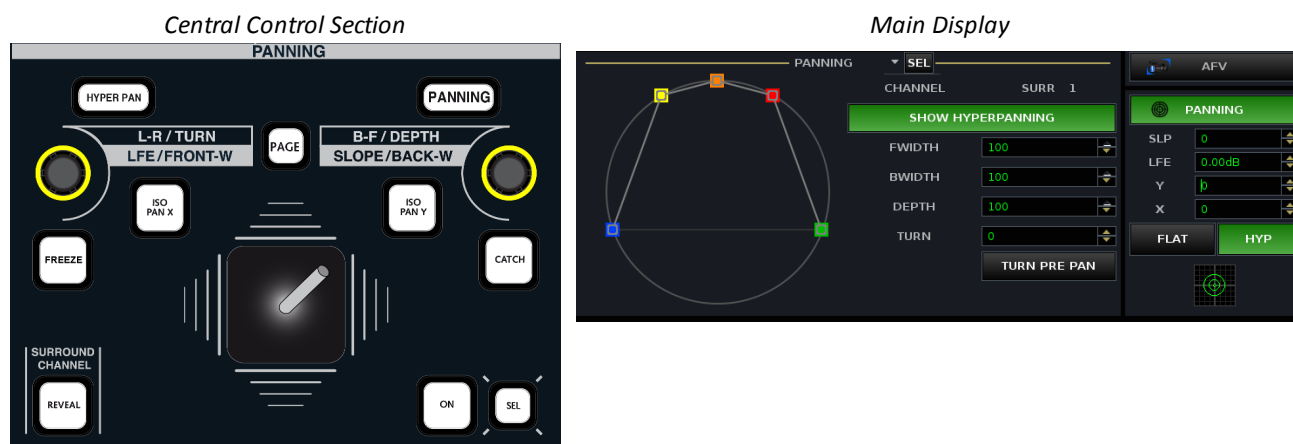 Central Control Section
PANNING
HYPER PAN
PANNING
L-R / TURN
LFE/FRONT-W
PAGE
B-F / DEPTH
SLOPE/BACK-W
ISO
PAN X
ISO
PAN Y
FREEZE
CATCH
SURROUND
CHANNEL
REVEAL
ON
SEL
Main Display
PANNING SEL
CHANNEL SURR 1
SHOW HYPERPANNING
FWIDTH 100
BWIDTH 100
DEPTH 100
TURN 0
TURN PRE PAN
AFV
PANNING
SLP 0
LFE 0.00dB
Y 0
X 0
FLAT HYP